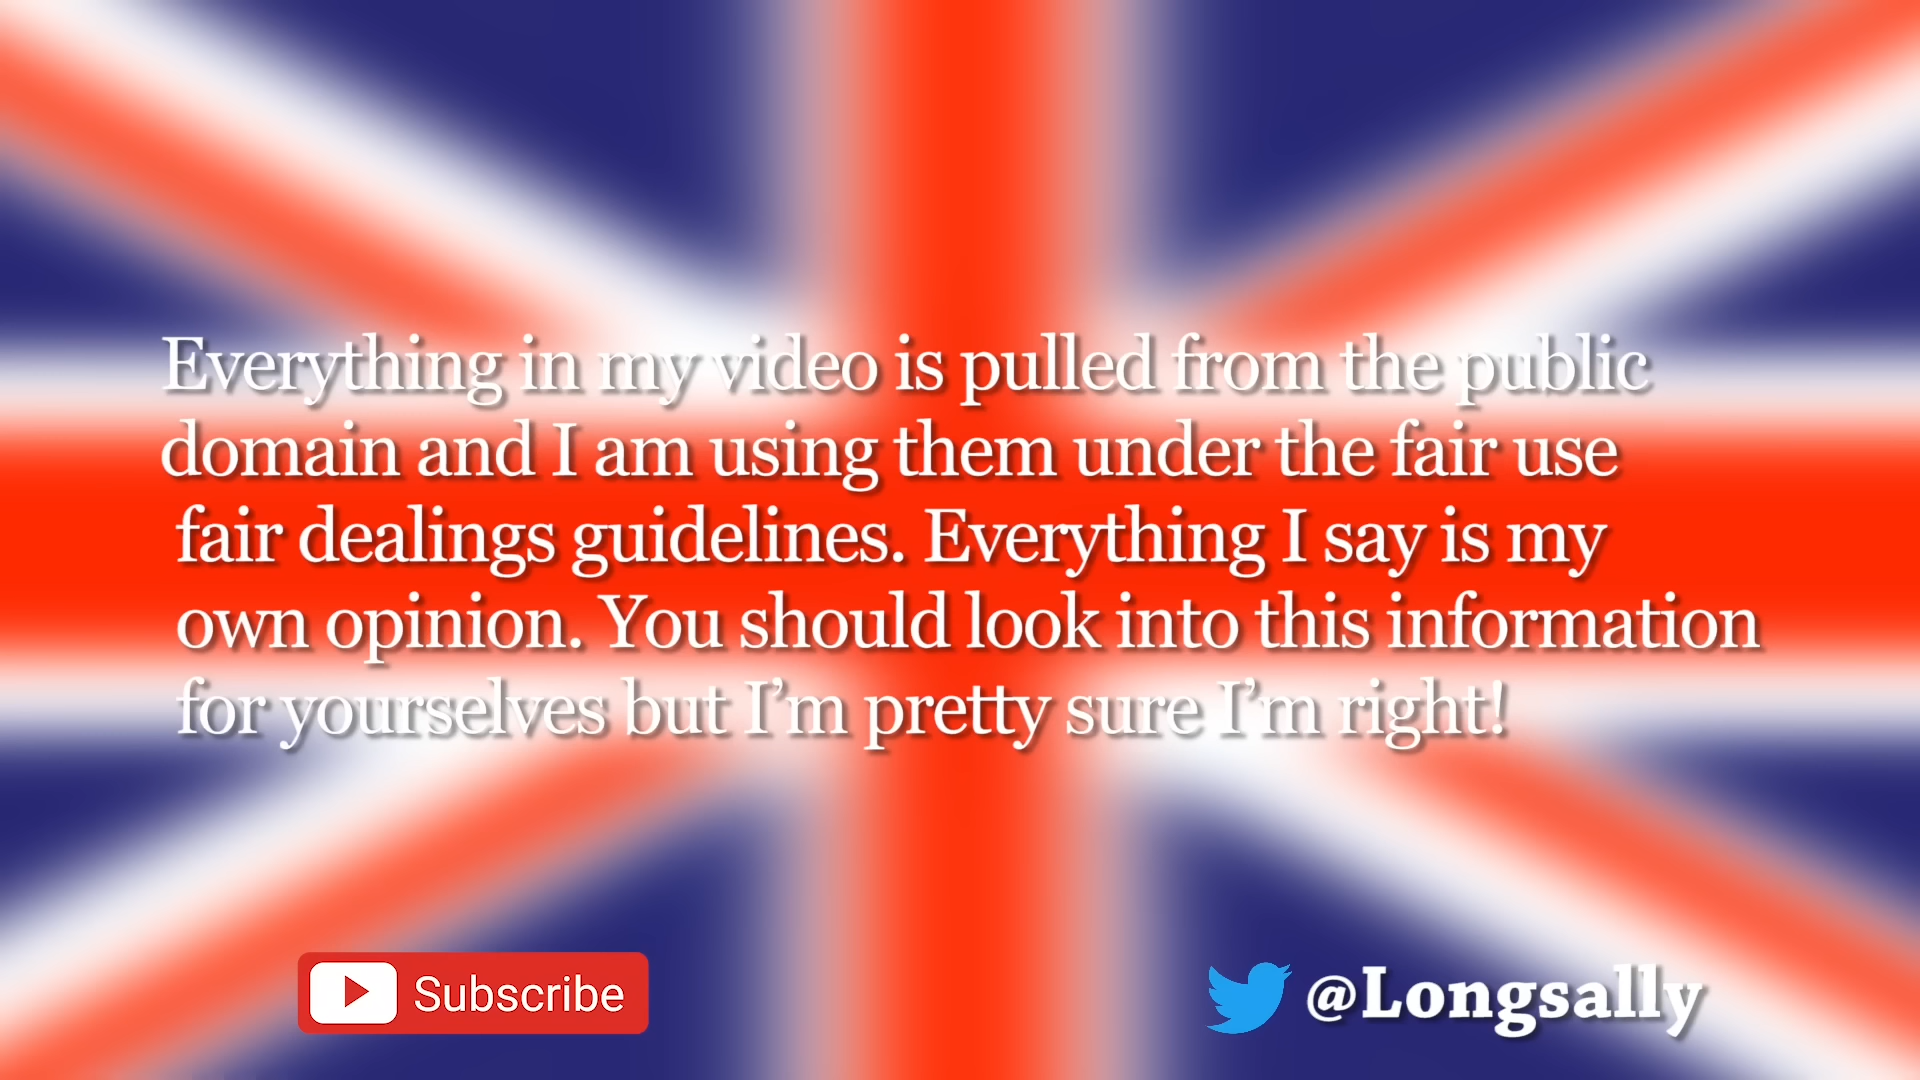 Everything in my video is pulled from the public
domain and I am using them under the fair use
fair dealings guidelines. Everything I say is my
own opinion. You should look into this information
for yourselves but I’m pretty sure I’m right!
Subscribe
@Longsally